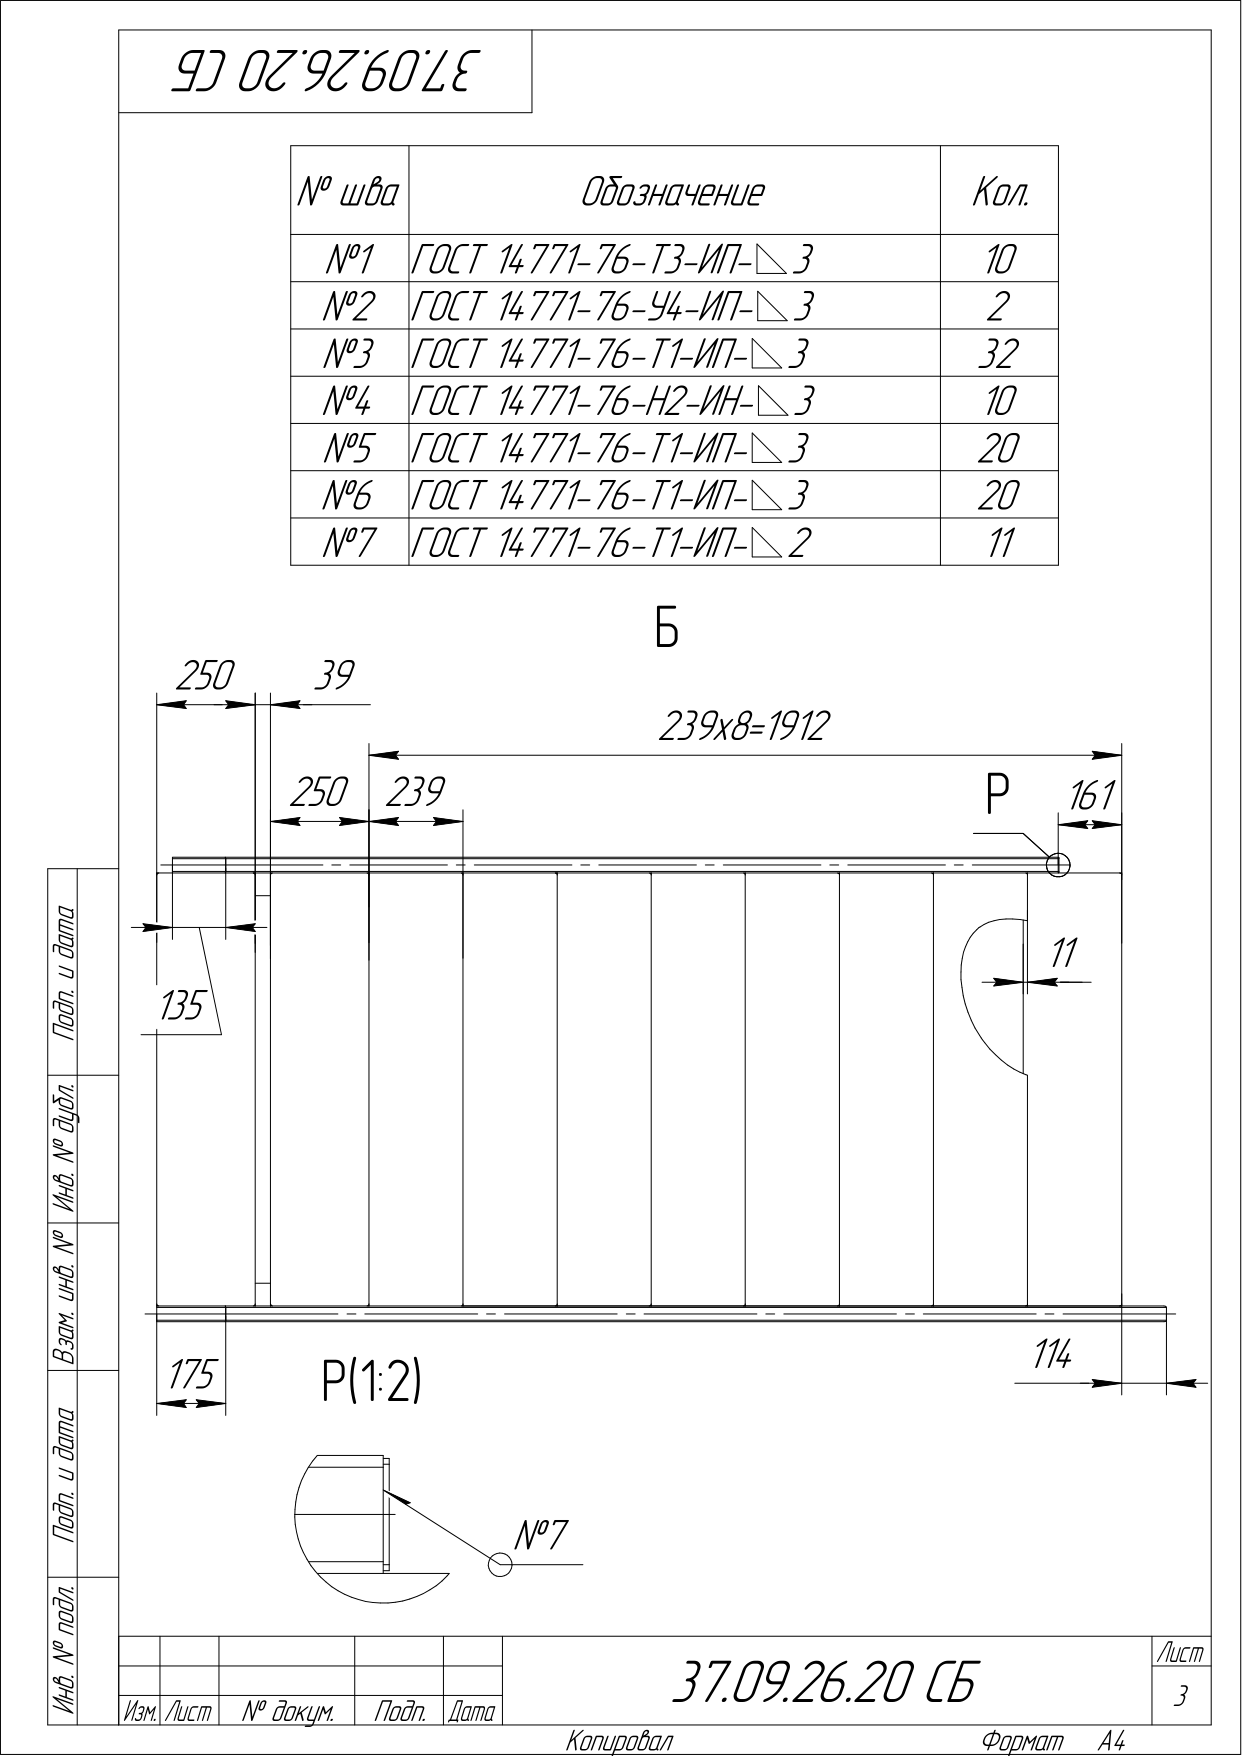 37.09.26.20 СБ
№ шва Обозначение Кол.
№1 ГОСТ 14771-76-Т3-ИП-◺3 10
№2 ГОСТ 14771-76-У4-ИП-◺3 2
№3 ГОСТ 14771-76-Т1-ИП-◺3 32
№4 ГОСТ 14771-76-Н2-ИН-◺3 10
№5 ГОСТ 14771-76-Т1-ИП-◺3 20
№6 ГОСТ 14771-76-Т1-ИП-◺3 20
№7 ГОСТ 14771-76-Т1-ИП-◺2 11
Б
250 39
239х8=1912
250 239 Р 161
11
135
114
175 Р(1:2)
№7
Подп. и дата
Инв. № дубл.
Взам. инв. №
Подп. и дата
Инв. № подл.
Изм. Лист № докум. Подп. Дата
37.09.26.20 СБ
Лист
3
Копировал Формат А4